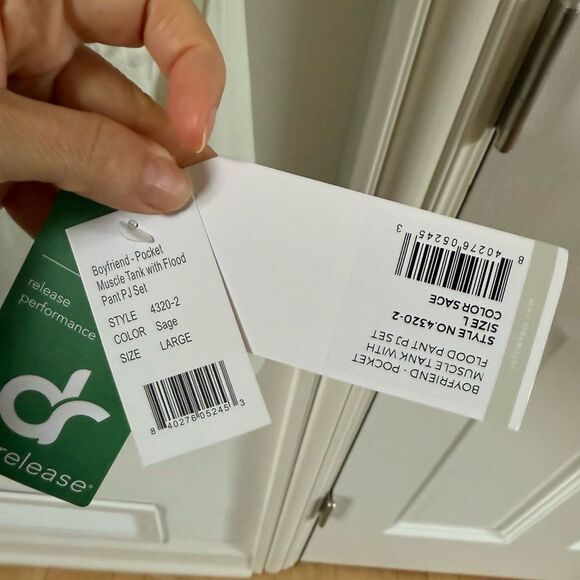 release
performance
release®
Boyfriend - Pocket
Muscle Tank with Flood
Pant PJ Set
STYLE 4320-2
COLOR Sage
SIZE LARGE
8 40276 05245 3
BOYFRIEND - POCKET
MUSCLE TANK WITH
FLOOD PANT PJ SET
STYLE NO.4320-2
SIZE L
COLOR SAGE
8 40276 05245 3